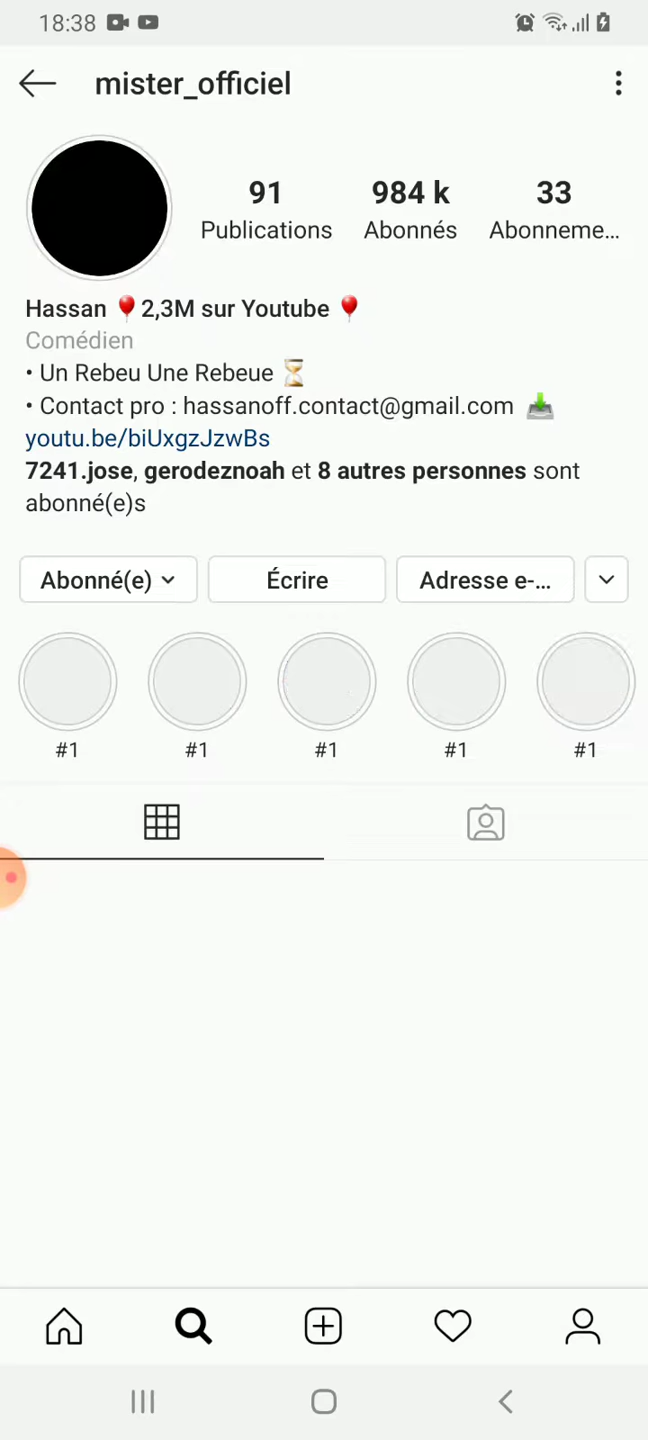 18:38
mister_officiel
91 984 k 33
Publications Abonnés Abonneme...
Hassan 🎈2,3M sur Youtube 🎈
Comédien
• Un Rebeu Une Rebeue ⏳
• Contact pro : hassanoff.contact@gmail.com 📥
youtu.be/biUxgzJzwBs
7241.jose, gerodeznoah et 8 autres personnes sont
abonné(e)s
Abonné(e) Écrire Adresse e-...
#1 #1 #1 #1 #1